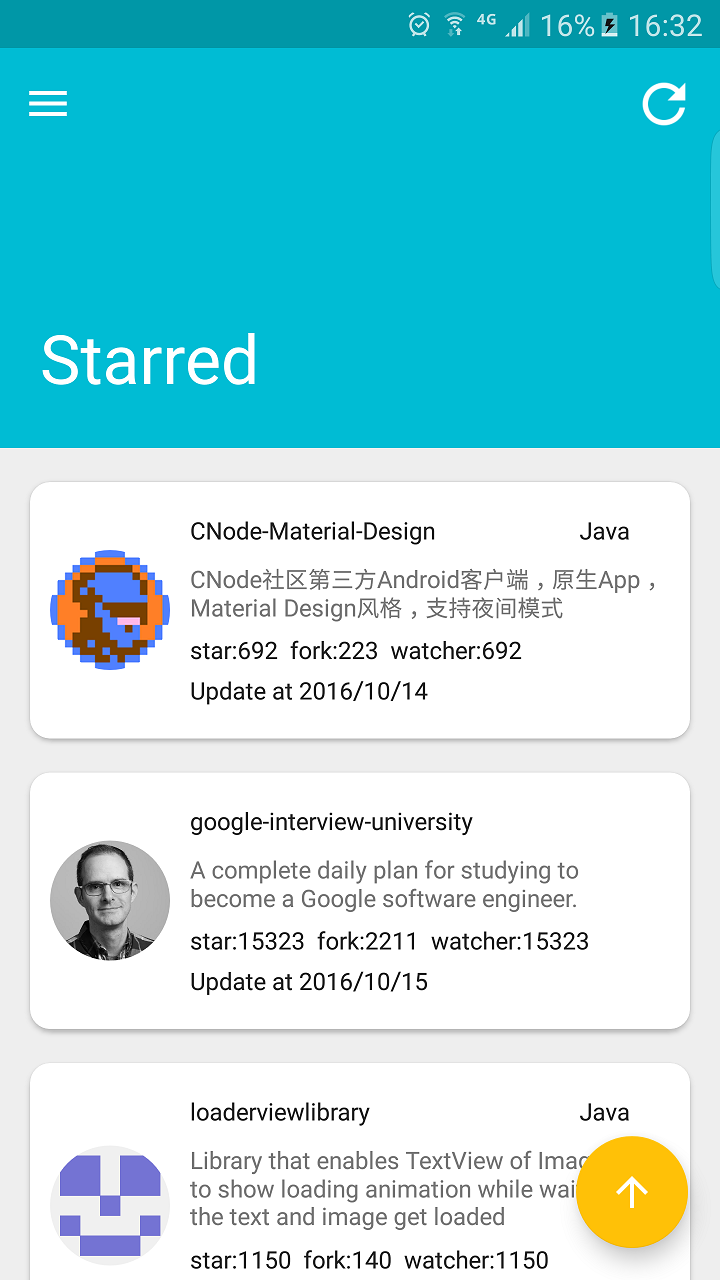 4G 16% 16:32
Starred
CNode-Material-Design Java
CNode社区第三方Android客户端，原生App，
Material Design风格，支持夜间模式
star:692 fork:223 watcher:692
Update at 2016/10/14
google-interview-university
A complete daily plan for studying to
become a Google software engineer.
star:15323 fork:2211 watcher:15323
Update at 2016/10/15
loaderviewlibrary Java
Library that enables TextView of
to show loading animation while
the text and image get loaded
star:1150 fork:140 watcher:1150